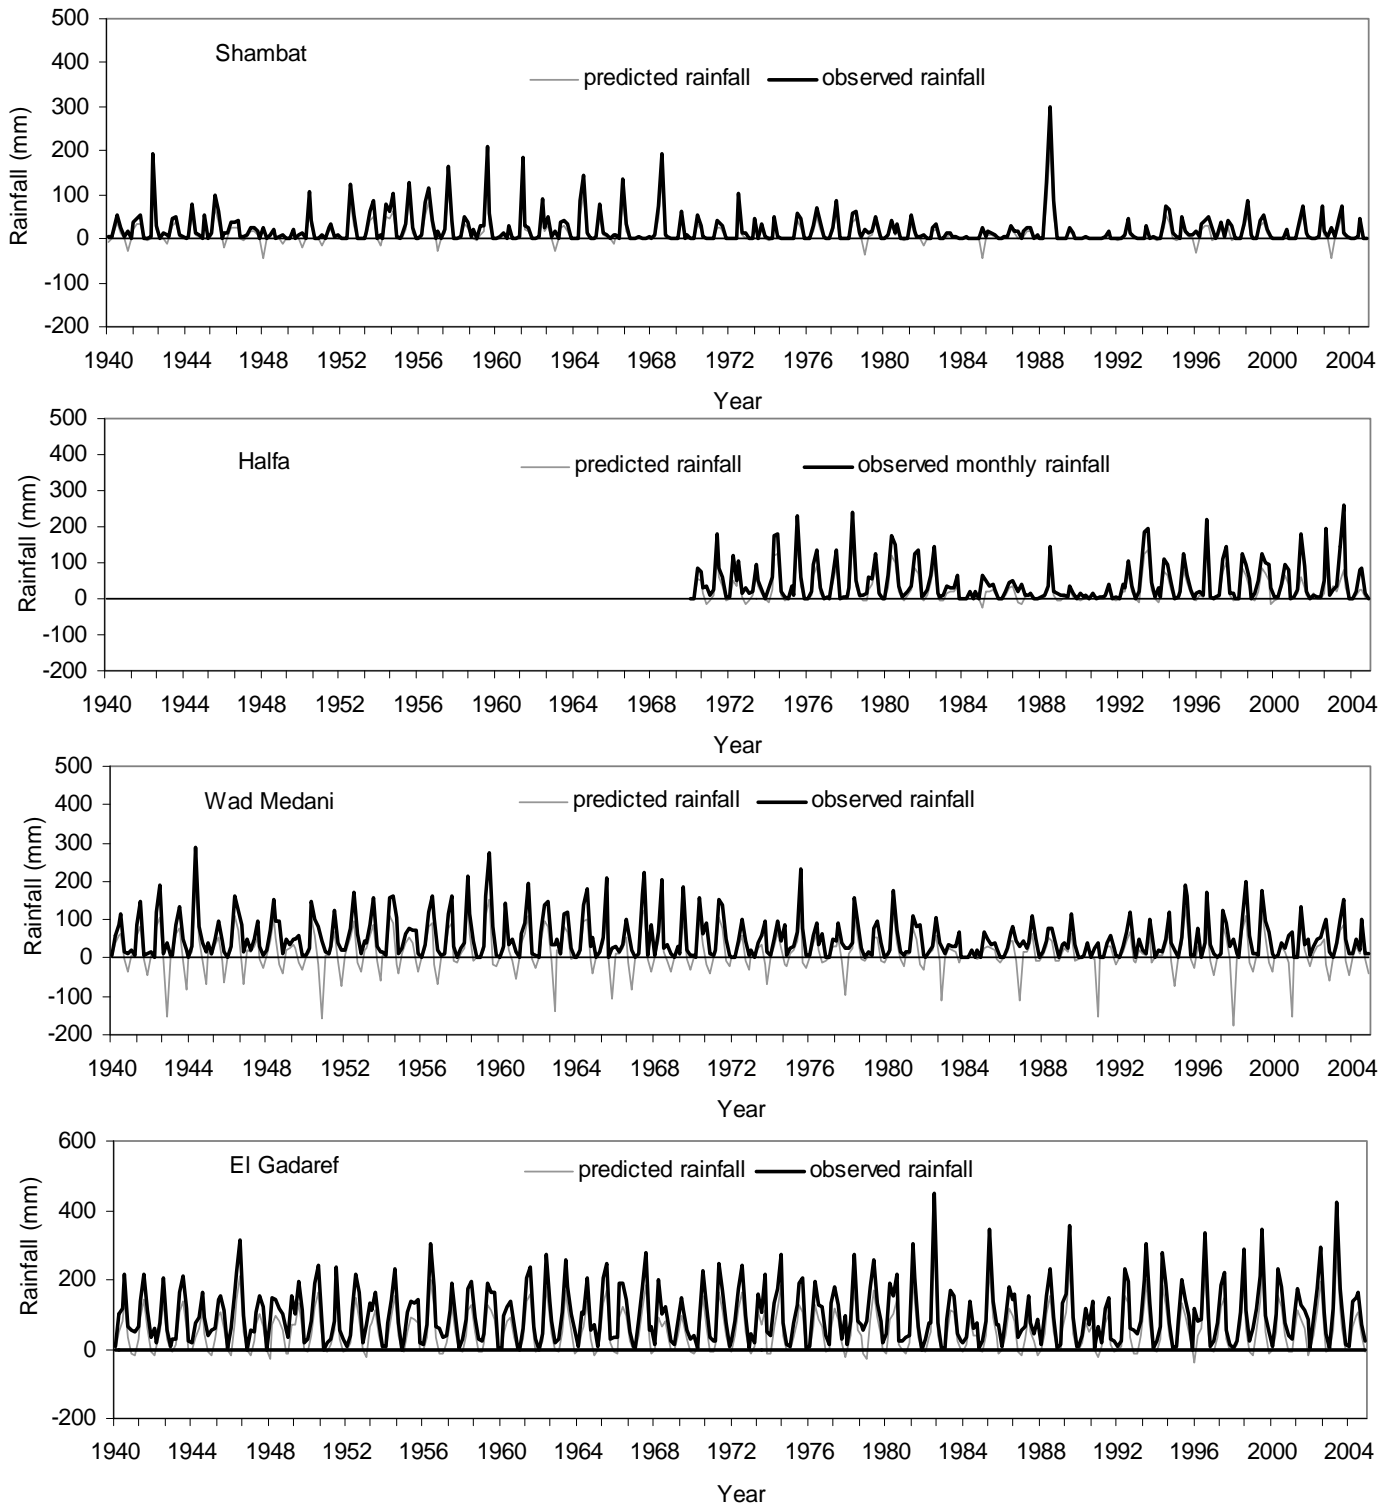 500
Shambat
400
predicted rainfall observed rainfall
300
200
100
0
-100
-200
Rainfall (mm)
1940 1944 1948 1952 1956 1960 1964 1968 1972 1976 1980 1984 1988 1992 1996 2000 2004
Year
500
Halfa
400
predicted rainfall observed monthly rainfall
300
200
100
0
-100
-200
Rainfall (mm)
1940 1944 1948 1952 1956 1960 1964 1968 1972 1976 1980 1984 1988 1992 1996 2000 2004
Year
500
Wad Medani
predicted rainfall observed rainfall
400
300
200
100
0
-100
-200
Rainfall (mm)
1940 1944 1948 1952 1956 1960 1964 1968 1972 1976 1980 1984 1988 1992 1996 2000 2004
Year
600
El Gadaref
predicted rainfall observed rainfall
400
200
0
-200
Rainfall (mm)
1940 1944 1948 1952 1956 1960 1964 1968 1972 1976 1980 1984 1988 1992 1996 2000 2004
Year